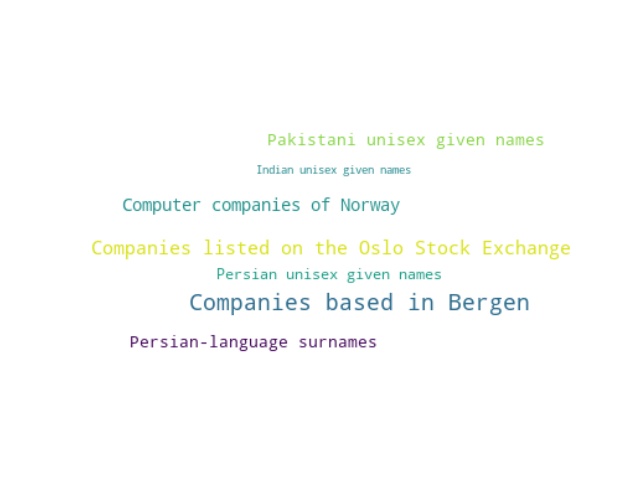 Pakistani unisex given names
Indian unisex given names
Computer companies of Norway
Companies listed on the Oslo Stock Exchange
Persian unisex given names
Companies based in Bergen
Persian-language surnames